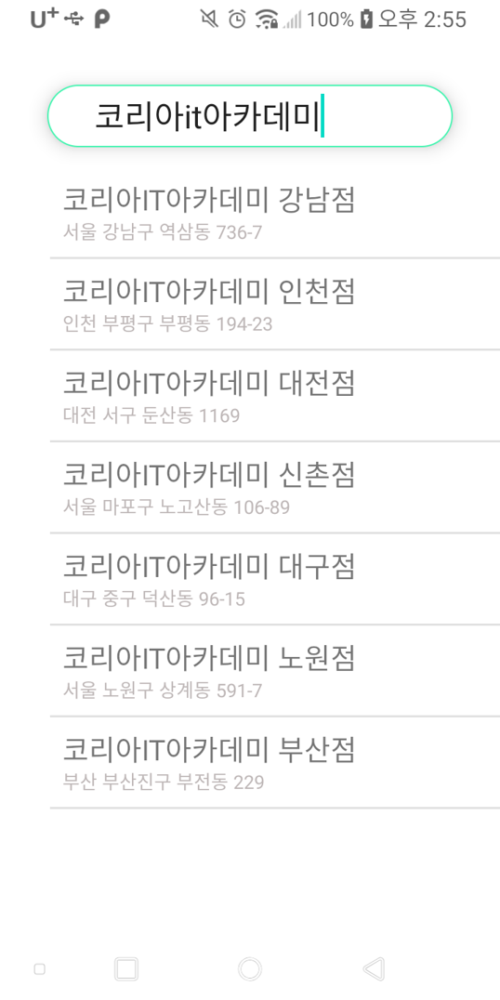 U+ 100% 오후 2:55
코리아it아카데미
코리아IT아카데미 강남점
서울 강남구 역삼동 736-7
코리아IT아카데미 인천점
인천 부평구 부평동 194-23
코리아IT아카데미 대전점
대전 서구 둔산동 1169
코리아IT아카데미 신촌점
서울 마포구 노고산동 106-89
코리아IT아카데미 대구점
대구 중구 덕산동 96-15
코리아IT아카데미 노원점
서울 노원구 상계동 591-7
코리아IT아카데미 부산점
부산 부산진구 부전동 229